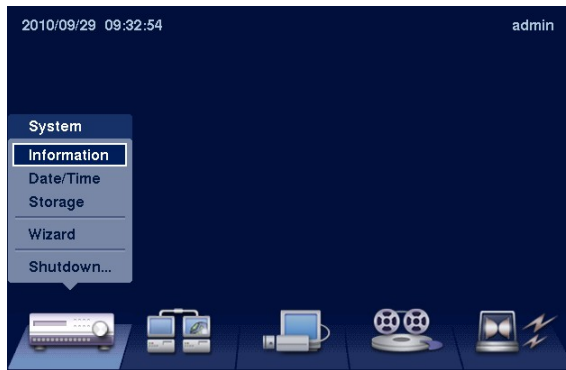 2010/09/29 09:32:54 admin
System
Information
Date/Time
Storage
Wizard
Shutdown...